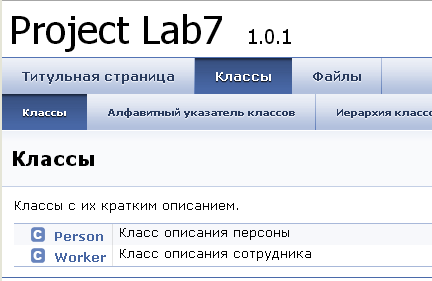 Project Lab7 1.0.1
Титульная страница Классы Файлы
Классы Алфавитный указатель классов Иерархия класс
Классы
Классы с их кратким описанием.
C Person Класс описания персоны
C Worker Класс описания сотрудника